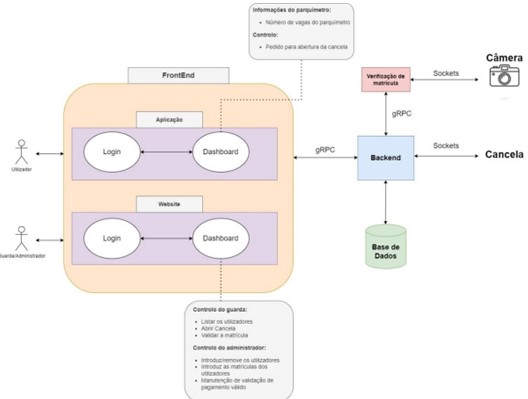 Informações do parquímetro:
Número de vagas do parquímetro
Controlo:
Pedido para abertura da cancela
FrontEnd
Aplicação
Login
Dashboard
Utilizador
Website
Login
Dashboard
Guarda/Administrador
gRPC
Verificação de
matrícula
Sockets
Câmera
gRPC
Backend
Sockets
Cancela
Base de
Dados
Controlo do guarda:
Listar os utilizadores
Abrir Cancela
Validar a matrícula
Controlo do administrador:
Introduz/remove os utilizadores
Introduz as matrículas dos
utilizadores
Manutenção de validação de
pagamento válido